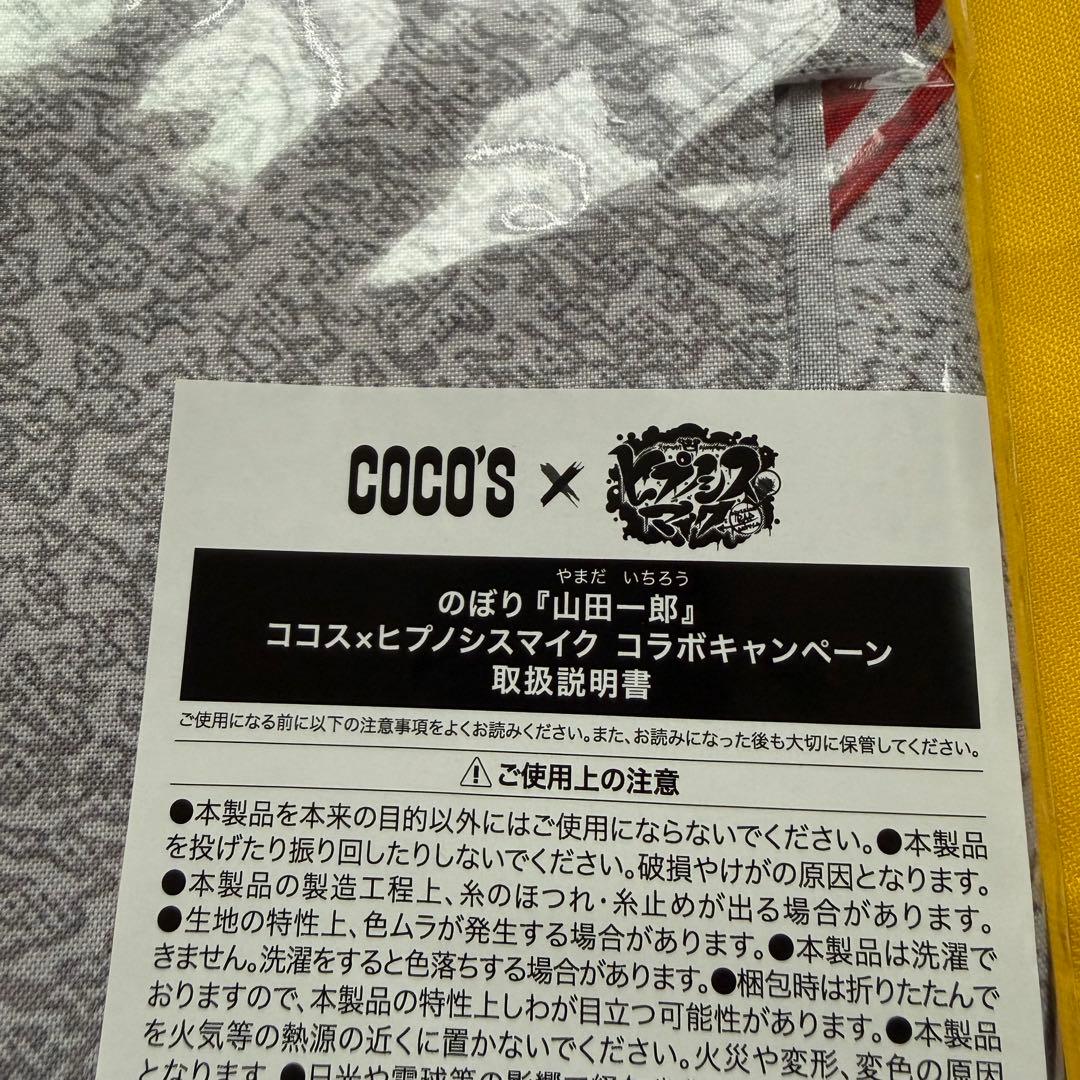 COCO'S × ヒプノシスマイク
やまだ いちろう
のぼり『山田一郎』
ココス×ヒプノシスマイク コラボキャンペーン
取扱説明書
ご使用になる前に以下の注意事項をよくお読みください。また、お読みになった後も大切に保管してください。
⚠ご使用上の注意
●本製品を本来の目的以外にはご使用にならないでください。●本製品
を投げたり振り回したりしないでください。破損やけがの原因となります。
●本製品の製造工程上、糸のほつれ・糸止めが出る場合があります。
●生地の特性上、色ムラが発生する場合があります。●本製品は洗濯で
きません。洗濯をすると色落ちする場合があります。●梱包時は折りたたんで
おりますので、本製品の特性上しわが目立つ可能性があります。●本製品
を火気等の熱源の近くに置かないでください。火災や変形、変色の原因
となります。●日光や電球等の影響で